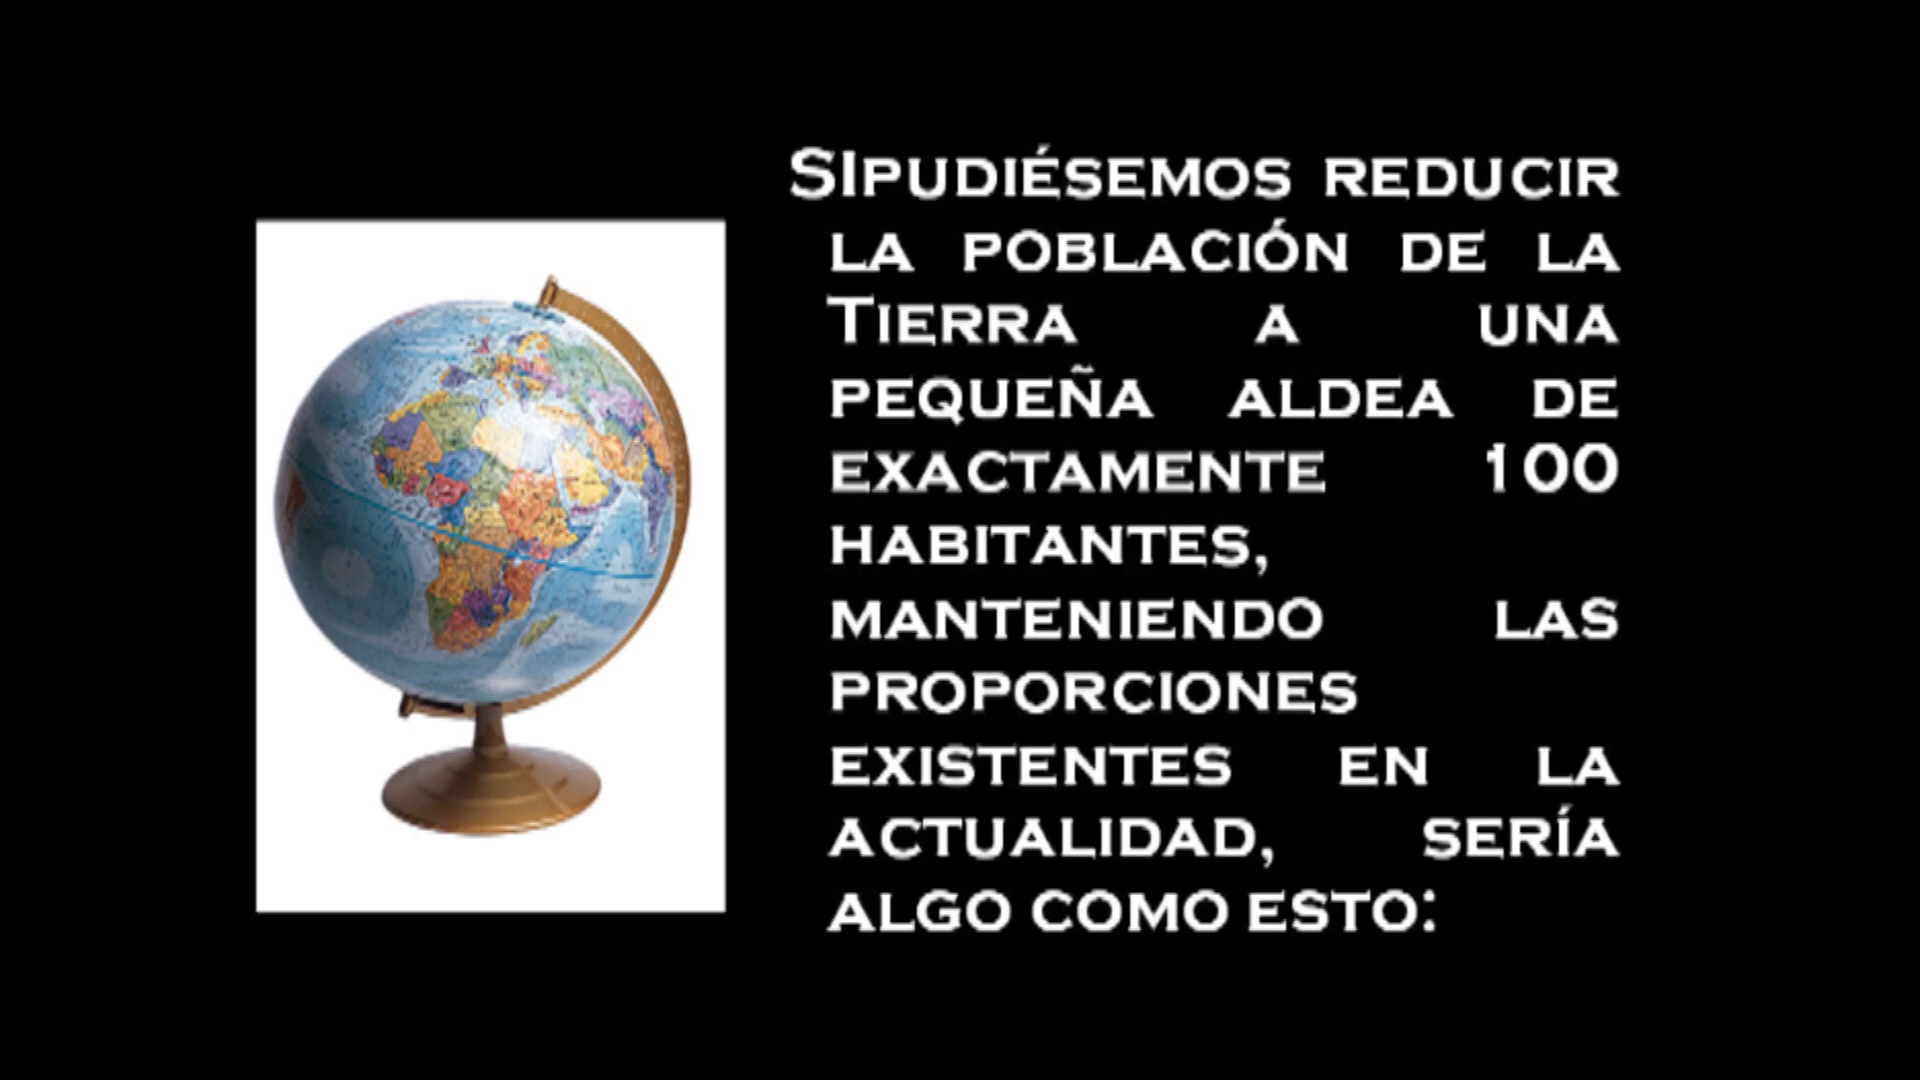 SIPUDIÉSEMOS REDUCIR
LA POBLACIÓN DE LA
TIERRA A UNA
PEQUEÑA ALDEA DE
EXACTAMENTE 100
HABITANTES,
MANTENIENDO LAS
PROPORCIONES
EXISTENTES EN LA
ACTUALIDAD, SERÍA
ALGO COMO ESTO: